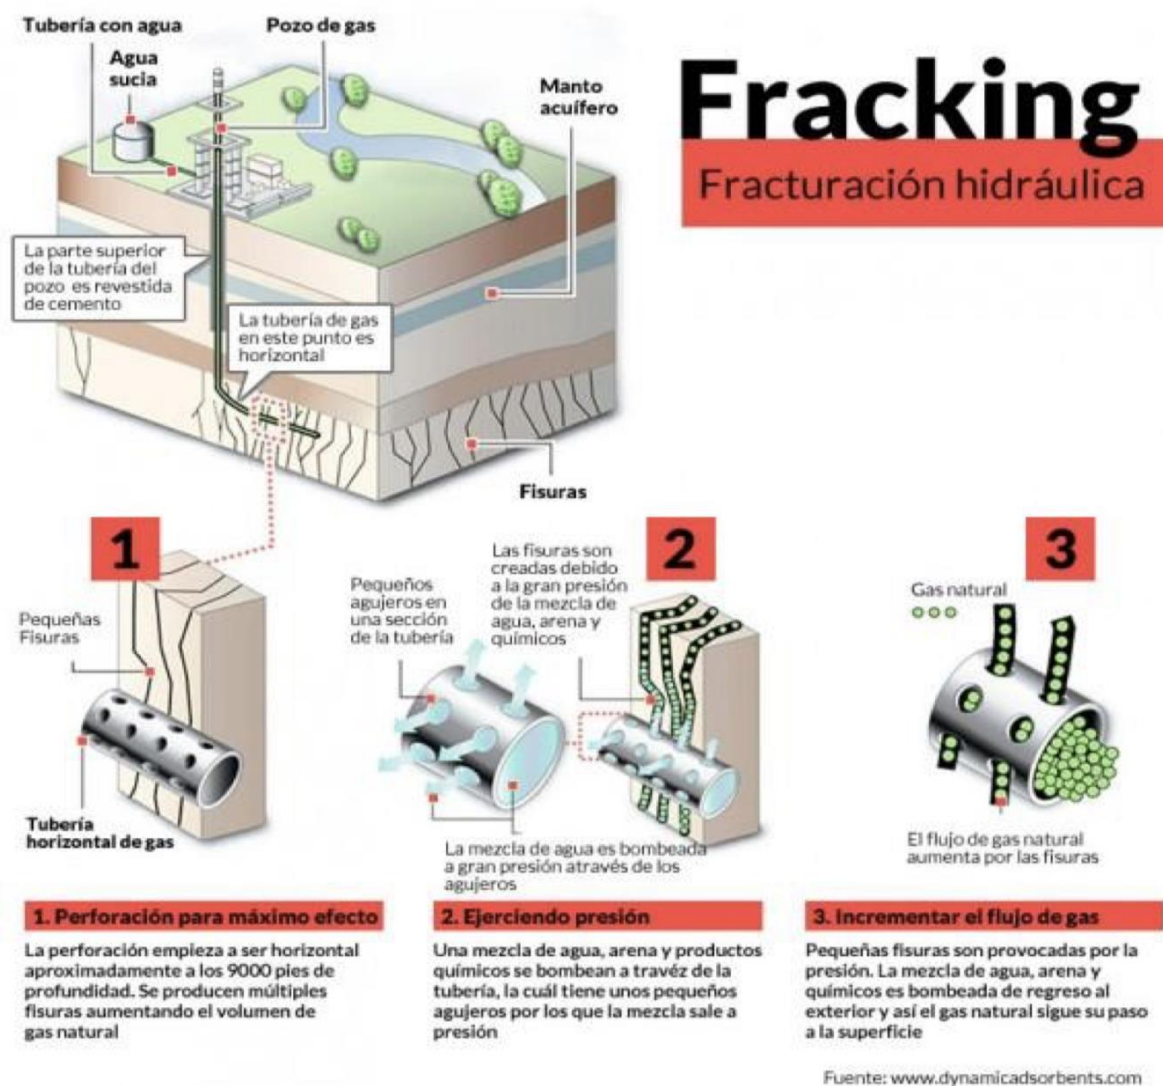 Tubería con agua
Pozo de gas
Agua
sucia
Manto
acuífero
Fracking
Fracturación hidráulica
La parte superior
de la tubería del
pozo es revestida
de cemento
La tubería de gas
en este punto es
horizontal
Fisuras
1
Pequeñas
Fisuras
Tubería
horizontal de gas
2
Pequeños
agujeros en
una sección
de la tubería
Las fisuras son
creadas debido
a la gran presión
de la mezcla de
agua, arena y
químicos
La mezcla de agua es bombeada
a gran presión através de los
agujeros
3
Gas natural
El flujo de gas natural
aumenta por las fisuras
1. Perforación para máximo efecto
La perforación empieza a ser horizontal
aproximadamente a los 9000 pies de
profundidad. Se producen múltiples
fisuras aumentando el volumen de
gas natural
2. Ejerciendo presión
Una mezcla de agua, arena y productos
químicos se bombean a travéz de la
tubería, la cuál tiene unos pequeños
agujeros por los que la mezcla sale a
presión
3. Incrementar el flujo de gas
Pequeñas fisuras son provocadas por la
presión. La mezcla de agua, arena y
químicos es bombeada de regreso al
exterior y así el gas natural sigue su paso
a la superficie
Fuente: www.dynamicadsorbents.com